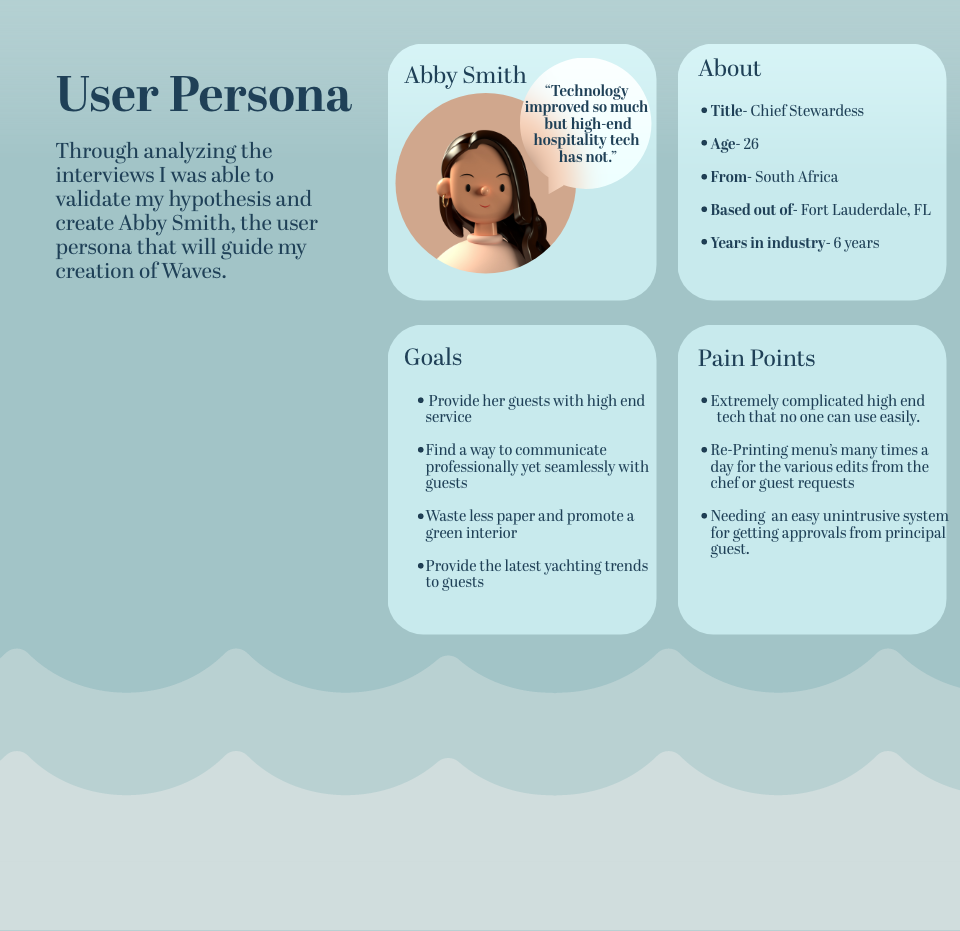 User Persona
Through analyzing the
interviews I was able to
validate my hypothesis and
create Abby Smith, the user
persona that will guide my
creation of Waves.
Abby Smith
“Technology
improved so much
but high-end
hospitality tech
has not.”
About
• Title- Chief Stewardess
• Age- 26
• From- South Africa
• Based out of- Fort Lauderdale, FL
• Years in industry- 6 years
Goals
• Provide her guests with high end
service
• Find a way to communicate
professionally yet seamlessly with
guests
• Waste less paper and promote a
green interior
• Provide the latest yachting trends
to guests
Pain Points
• Extremely complicated high end
tech that no one can use easily.
• Re-Printing menu’s many times a
day for the various edits from the
chef or guest requests
• Needing an easy unintrusive system
for getting approvals from principal
guest.